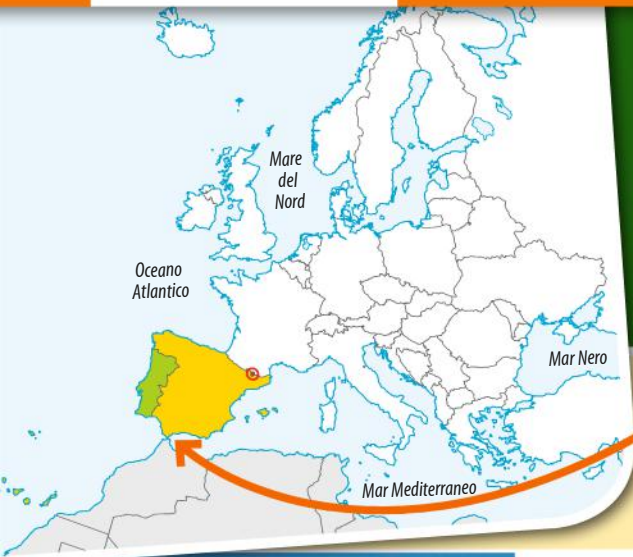 Mare
del
Nord
Oceano
Atlantico
Mar Nero
Mar Mediterraneo